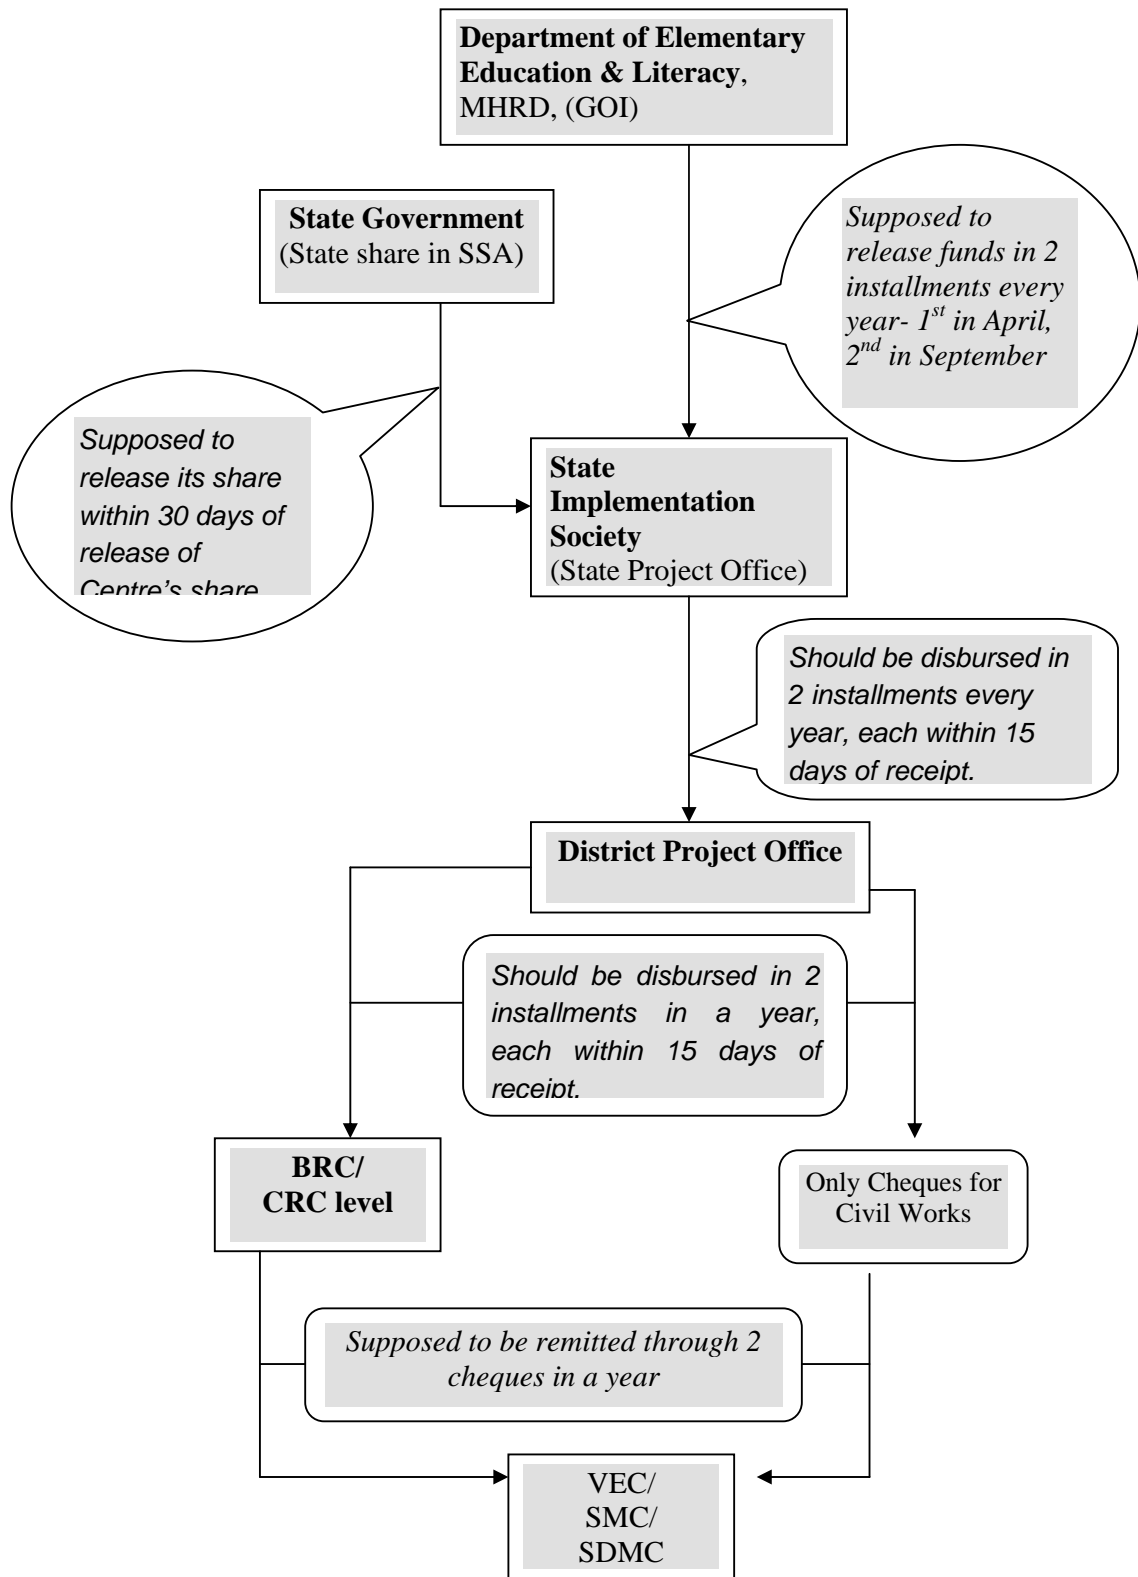 Department of Elementary
Education & Literacy,
MHRD, (GOI)
State Government
(State share in SSA)
Supposed to
release funds in 2
installments every
year- 1st in April,
2nd in September
Supposed to
release its share
within 30 days of
release of
Centre's share
State
Implementation
Society
(State Project Office)
Should be disbursed in
2 installments every
year, each within 15
days of receipt.
District Project Office
Should be disbursed in 2
installments in a year,
each within 15 days of
receipt.
BRC/
CRC level
Only Cheques for
Civil Works
Supposed to be remitted through 2
cheques in a year
VEC/
SMC/
SDMC